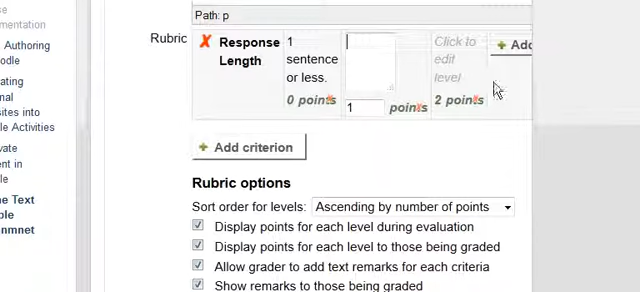 se
umentation
Authoring
odle
ating
nal
sites into
le Activities
vate
ent in
le
ne Text
ple
onmnet
Path: p
Rubric
Response
Length
1
sentence
or less.
0 points
1
points
Click to
edit
level
2 points
Add
Add criterion
Rubric options
Sort order for levels: Ascending by number of points
Display points for each level during evaluation
Display points for each level to those being graded
Allow grader to add text remarks for each criteria
Show remarks to those being graded